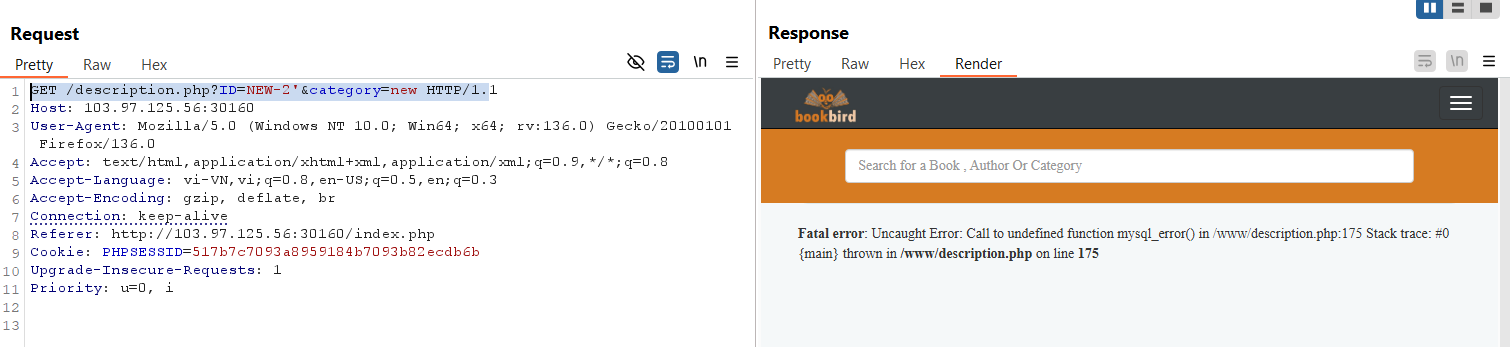 Request
Pretty Raw Hex
\n
1 GET /description.php?ID=NEW-2'&category=new HTTP/1.1
2 Host: 103.97.125.56:30160
3 User-Agent: Mozilla/5.0 (Windows NT 10.0; Win64; x64; rv:136.0) Gecko/20100101
Firefox/136.0
4 Accept: text/html,application/xhtml+xml,application/xml;q=0.9,*/*;q=0.8
5 Accept-Language: vi-VN,vi;q=0.8,en-US;q=0.5,en;q=0.3
6 Accept-Encoding: gzip, deflate, br
7 Connection: keep-alive
8 Referer: http://103.97.125.56:30160/index.php
9 Cookie: PHPSESSID=517b7c7093a8959184b7093b82ecdb6b
10 Upgrade-Insecure-Requests: 1
11 Priority: u=0, i
12
13
Response
Pretty Raw Hex Render
\n
bookbird
Search for a Book , Author Or Category
Fatal error: Uncaught Error: Call to undefined function mysql_error() in /www/description.php:175 Stack trace: #0
{main} thrown in /www/description.php on line 175